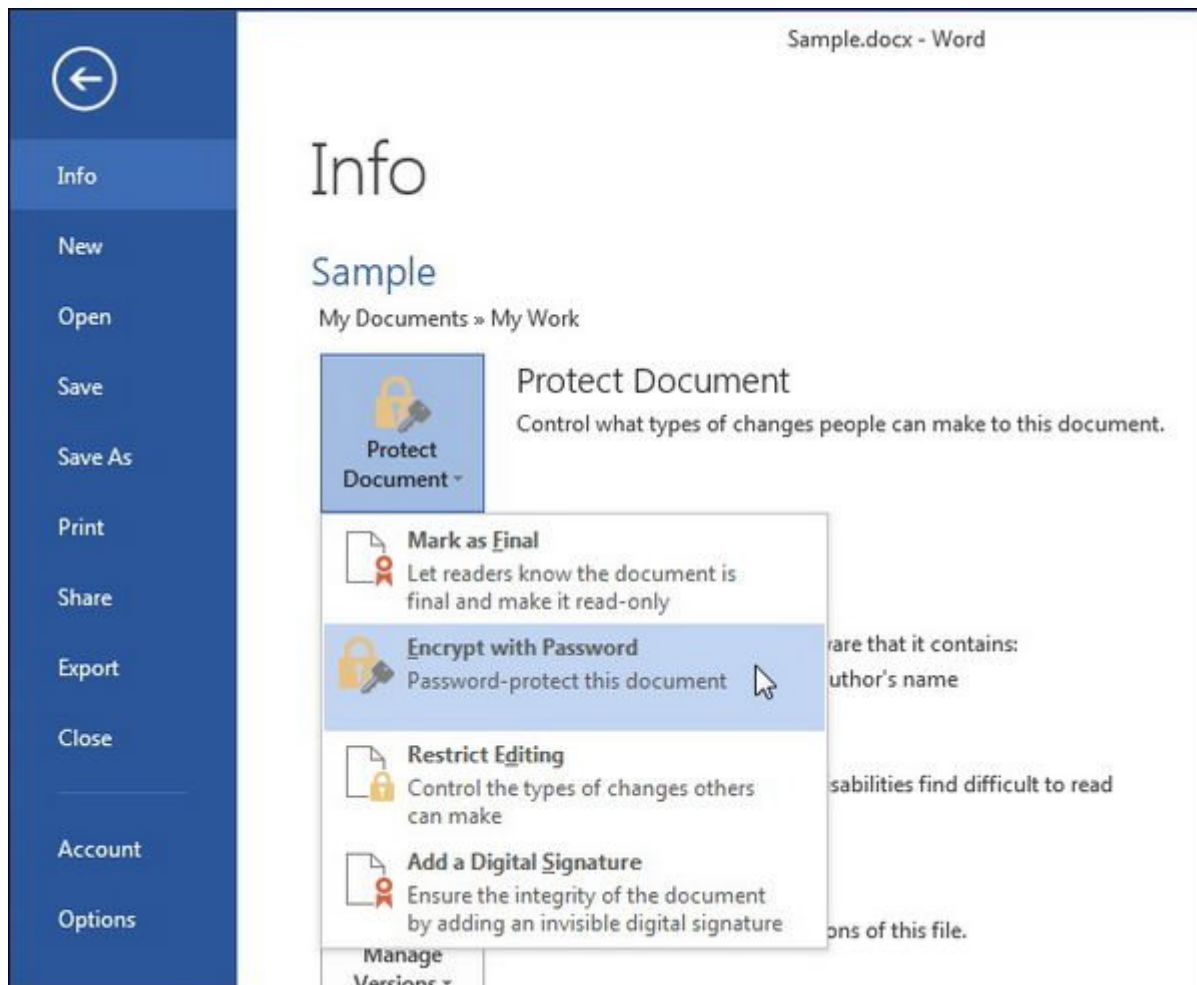 Sample.docx - Word
Info
New
Open
Save
Save As
Print
Share
Export
Close
Account
Options
Info
Sample
My Documents » My Work
Protect
Document
Protect Document
Control what types of changes people can make to this document.
Mark as Final
Let readers know the document is
final and make it read-only
Encrypt with Password
Password-protect this document
Restrict Editing
Control the types of changes others
can make
Add a Digital Signature
Ensure the integrity of the document
by adding an invisible digital signature
that it contains:
name
find difficult to read
of this file.
Manage
Versions